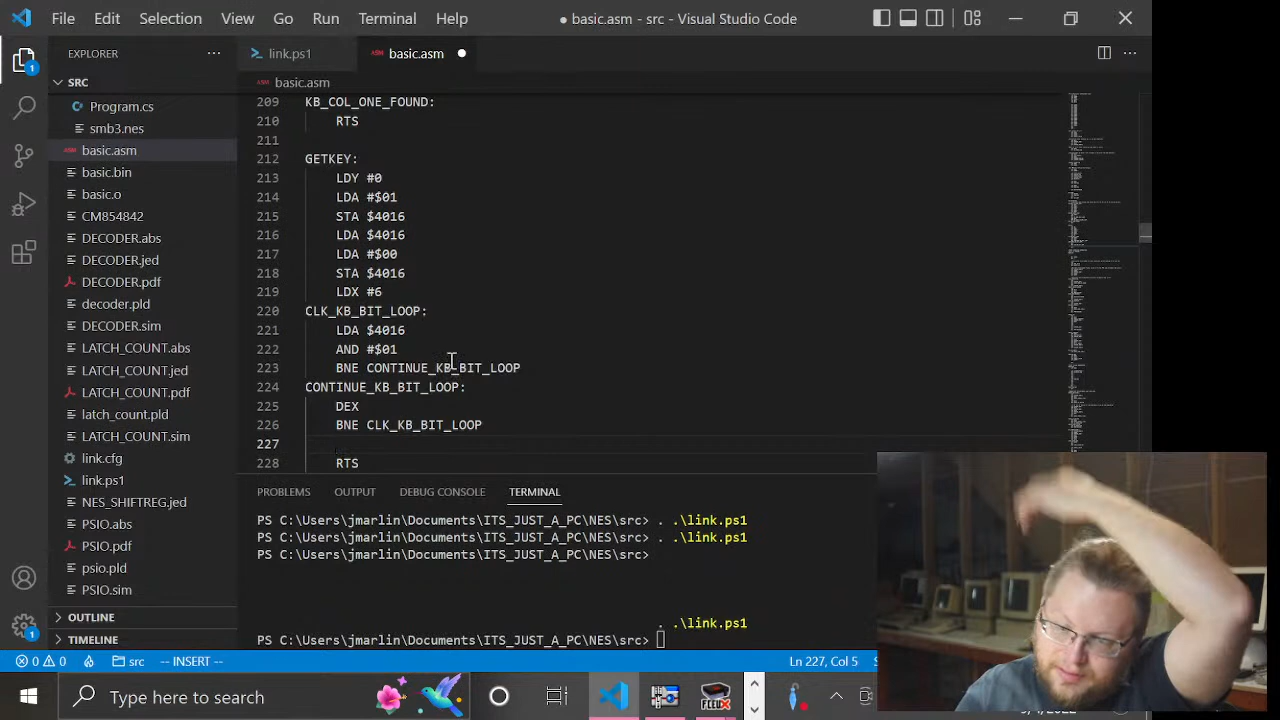 File Edit Selection View Go Run Terminal Help
basic.asm - src - Visual Studio Code
EXPLORER
link.ps1
ASM basic.asm
SRC
ASM basic.asm
Program.cs
smb3.nes
ASM basic.asm
basic.bin
basic.o
CM854842
DECODER.abs
DECODER.jed
DECODER.pdf
decoder.pld
DECODER.sim
LATCH_COUNT.abs
LATCH_COUNT.jed
LATCH_COUNT.pdf
latch_count.pld
LATCH_COUNT.sim
link.cfg
link.ps1
NES_SHIFTREG.jed
PSIO.abs
PSIO.pdf
psio.pld
PSIO.sim
OUTLINE
TIMELINE
1
1
209 KB_COL_ONE_FOUND:
210 RTS
211
212 GETKEY:
213 LDY #0
214 LDA #$01
215 STA $4016
216 LDA $4016
217 LDA #$00
218 STA $4016
219 LDX #6
220 CLK_KB_BIT_LOOP:
221 LDA $4016
222 AND #$01
223 BNE CONTINUE_KB_BIT_LOOP
224 CONTINUE_KB_BIT_LOOP:
225 DEX
226 BNE CLK_KB_BIT_LOOP
227
228 RTS
PROBLEMS OUTPUT DEBUG CONSOLE TERMINAL
PS C:\Users\jmarlin\Documents\ITS_JUST_A_PC\NES\src> . .\link.ps1
PS C:\Users\jmarlin\Documents\ITS_JUST_A_PC\NES\src> . .\link.ps1
PS C:\Users\jmarlin\Documents\ITS_JUST_A_PC\NES\src>
. .\link.ps1
PS C:\Users\jmarlin\Documents\ITS_JUST_A_PC\NES\src>
0 0 src -- INSERT -- Ln 227, Col 5
Type here to search
FCEUX